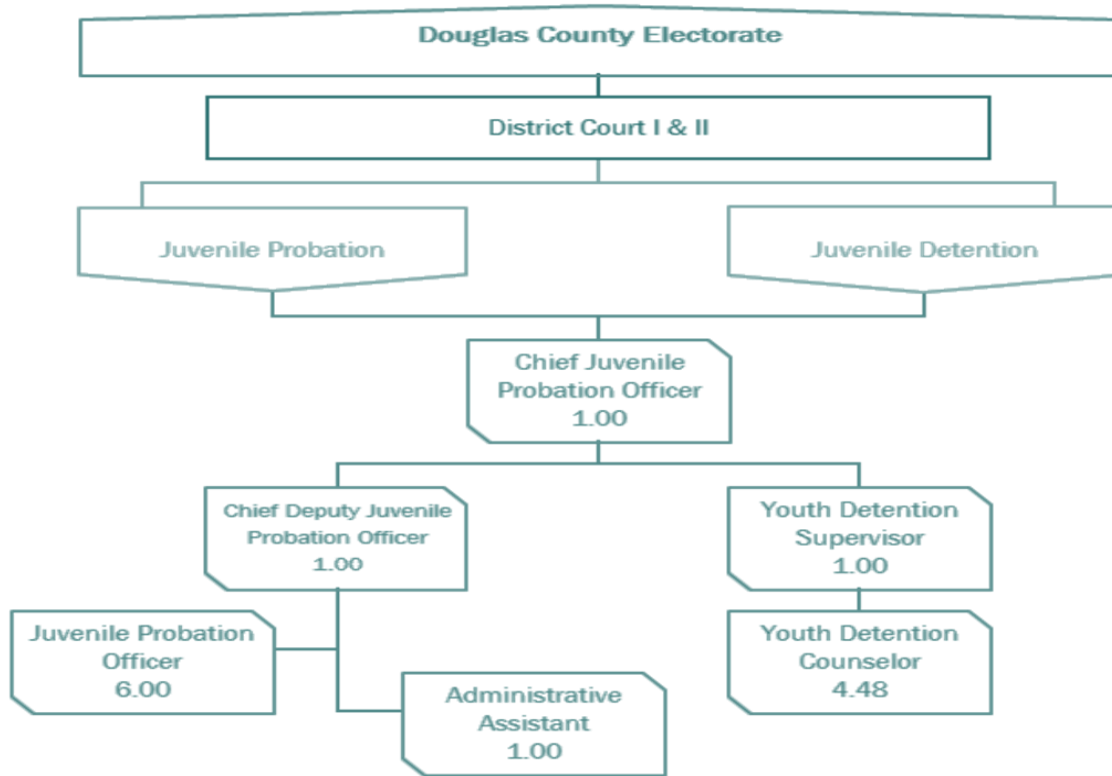 Douglas County Electorate
District Court I & II
Juvenile Probation
Juvenile Detention
Chief Juvenile
Probation Officer
1.00
Chief Deputy Juvenile
Probation Officer
1.00
Youth Detention
Supervisor
1.00
Juvenile Probation
Officer
6.00
Youth Detention
Counselor
4.48
Administrative
Assistant
1.00